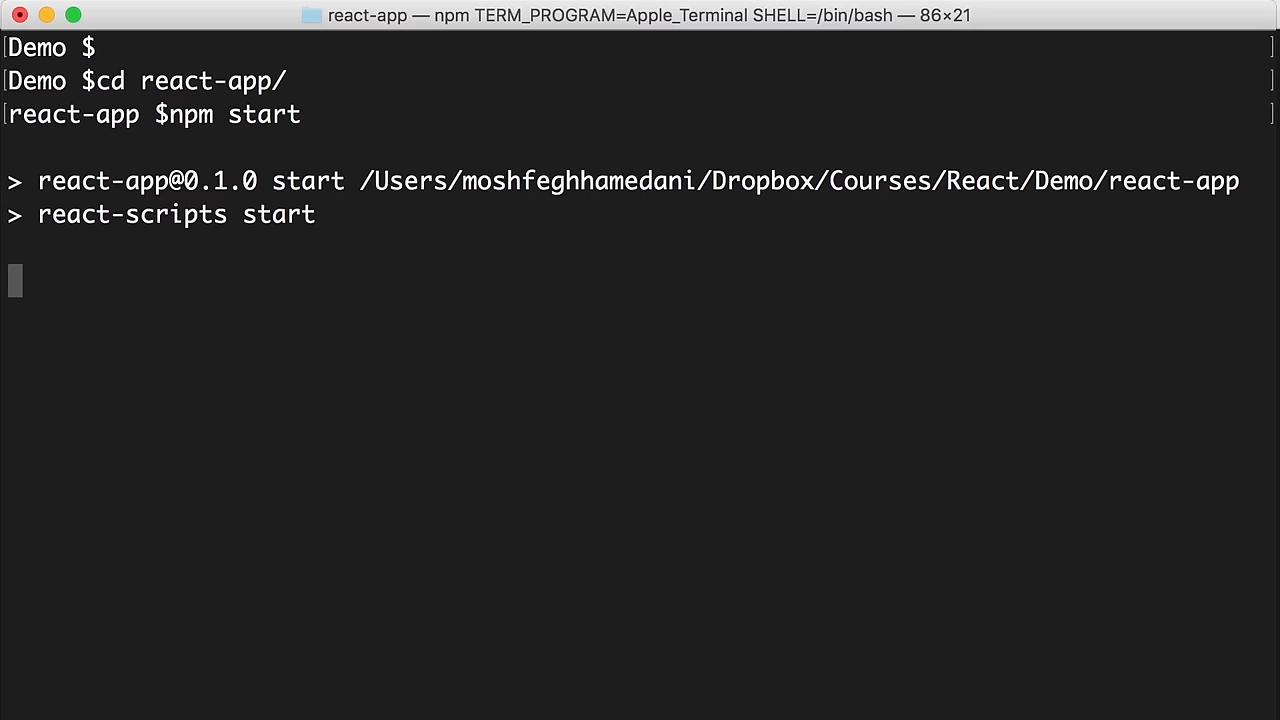 react-app — npm TERM_PROGRAM=Apple_Terminal SHELL=/bin/bash — 86×21
[Demo $ ]
[Demo $cd react-app/ ]
[react-app $npm start ]
> react-app@0.1.0 start /Users/moshfeghhamedani/Dropbox/Courses/React/Demo/react-app
> react-scripts start